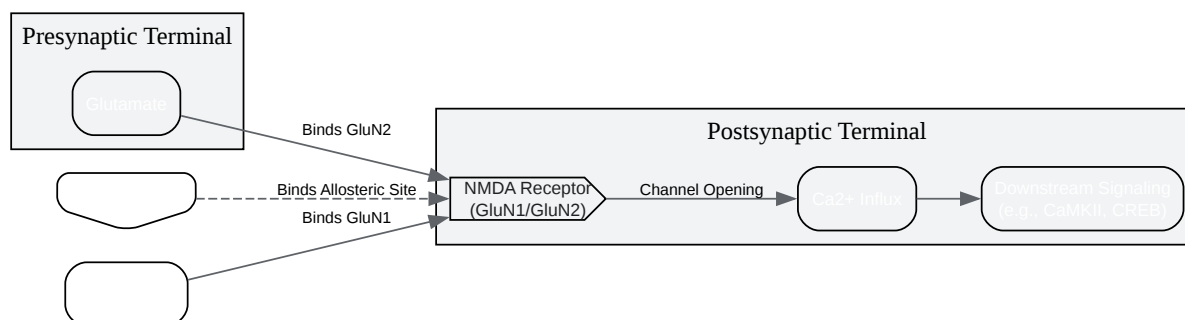 Presynaptic Terminal
Glutamate
Binds GluN2
Postsynaptic Terminal
Binds Allosteric Site
NMDA Receptor
(GluN1/GluN2)
Channel Opening
Ca2+ Influx
Downstream Signaling
(e.g., CaMKII, CREB)
Binds GluN1